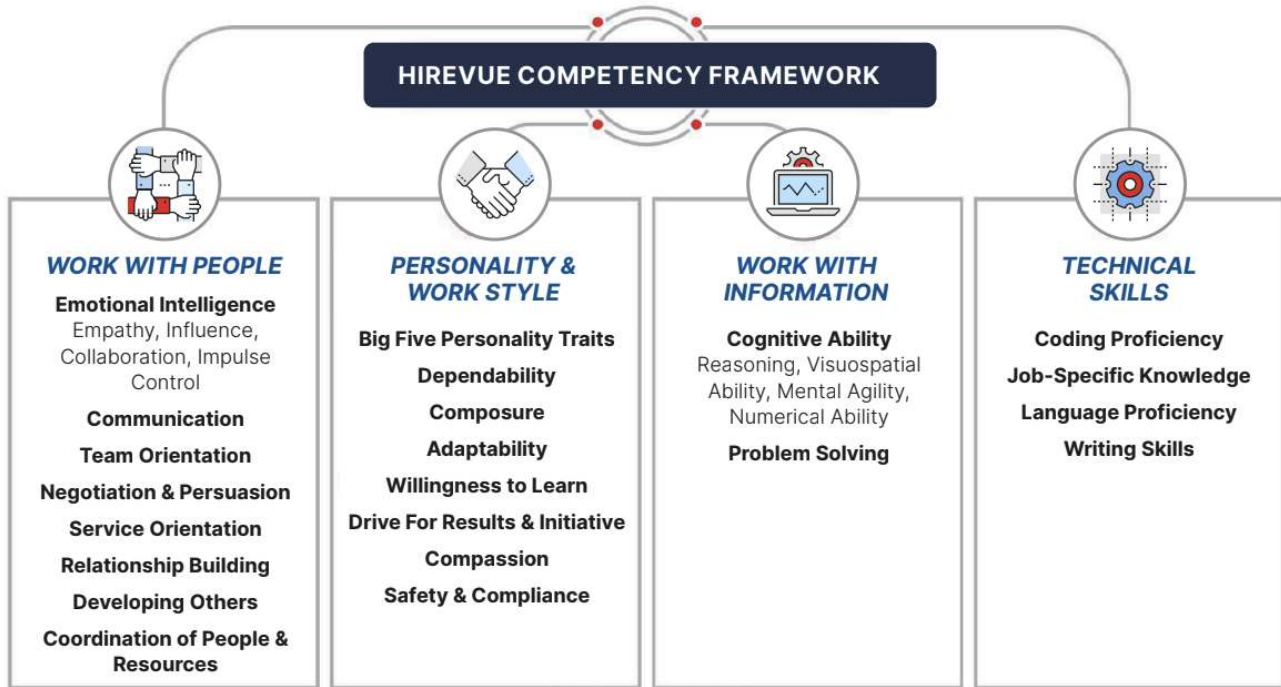 HIREVUE COMPETENCY FRAMEWORK
WORK WITH PEOPLE
Emotional Intelligence
Empathy, Influence,
Collaboration, Impulse
Control
Communication
Team Orientation
Negotiation & Persuasion
Service Orientation
Relationship Building
Developing Others
Coordination of People &
Resources
PERSONALITY &
WORK STYLE
Big Five Personality Traits
Dependability
Composure
Adaptability
Willingness to Learn
Drive For Results & Initiative
Compassion
Safety & Compliance
WORK WITH
INFORMATION
Cognitive Ability
Reasoning, Visuospatial
Ability, Mental Agility,
Numerical Ability
Problem Solving
TECHNICAL
SKILLS
Coding Proficiency
Job-Specific Knowledge
Language Proficiency
Writing Skills